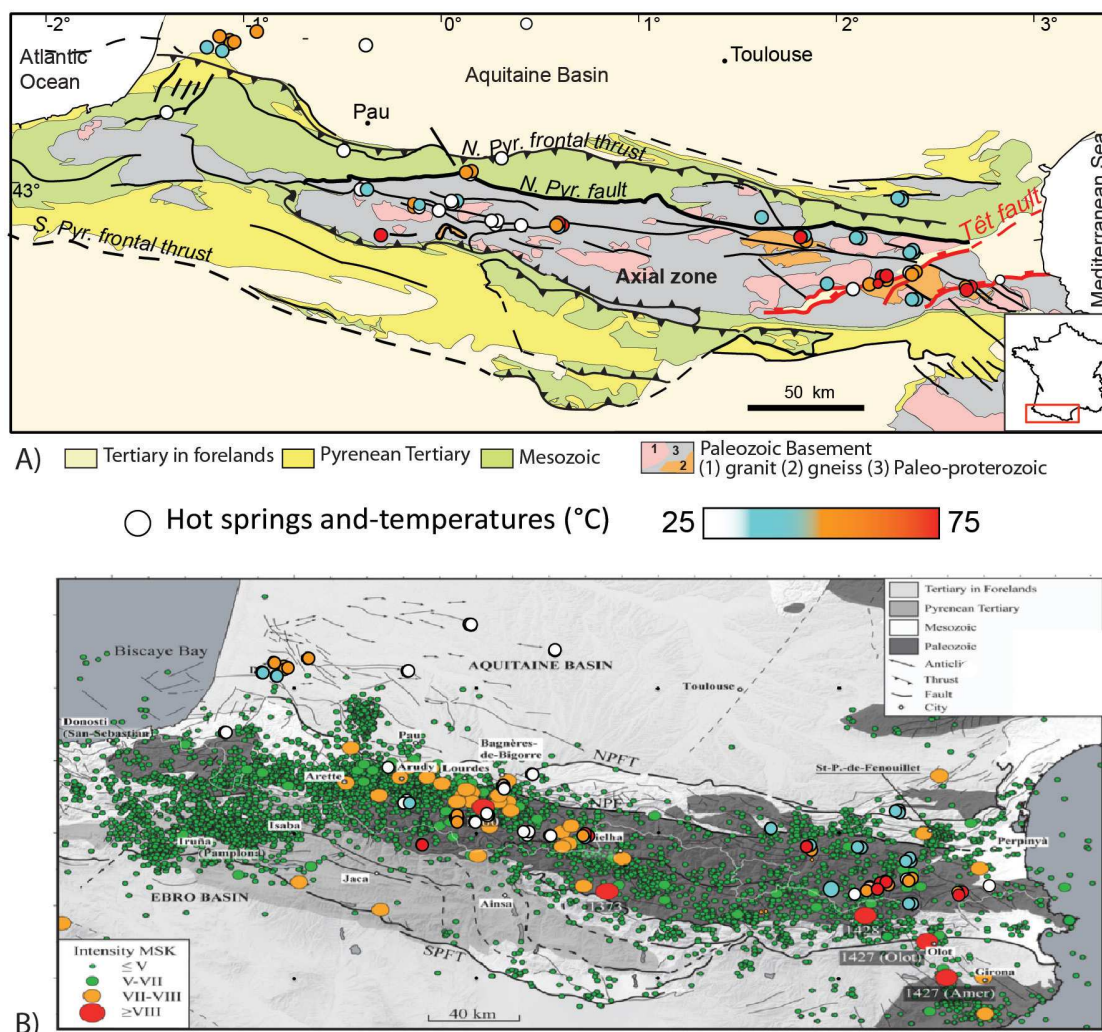 -2° -1° 0° 1° 2° 3°
Atlantic
Ocean
Toulouse
Aquitaine Basin
Pau
N. Pyr. frontal thrust
43°
N. Pyr. fault
Têt fault
Mediterranean Sea
S. Pyr. frontal thrust
Axial zone
50 km
A)
Tertiary in forelands
Pyrenean Tertiary
Mesozoic
1 3 2
Paleozoic Basement
(1) granit (2) gneiss (3) Paleo-proterozoic
Hot springs and-temperatures (°C) 25 75
Tertiary in Forelands
Pyrenean Tertiary
Mesozoic
Paleozoic
Anticli
Thrust
Fault
City
Biscaye Bay
AQUITAINE BASIN
Toulouse
Donosti
(San-Sebastian)
Pau
Bagnères-
de-Bigorre
NPFT
St-P.-de-Fenouillet
Arette
Arudy
Lourdes
NPF
Isaba
ielha
Perpinyà
Iruña
(Pamplona)
Jaca
EBRO BASIN
Ainsa
1373
1428
SPFT
Olot
1427 (Olot)
Girona
1427 (Amer)
Intensity MSK
≤ V
V-VII
VII-VIII
≥VIII
40 km
B)